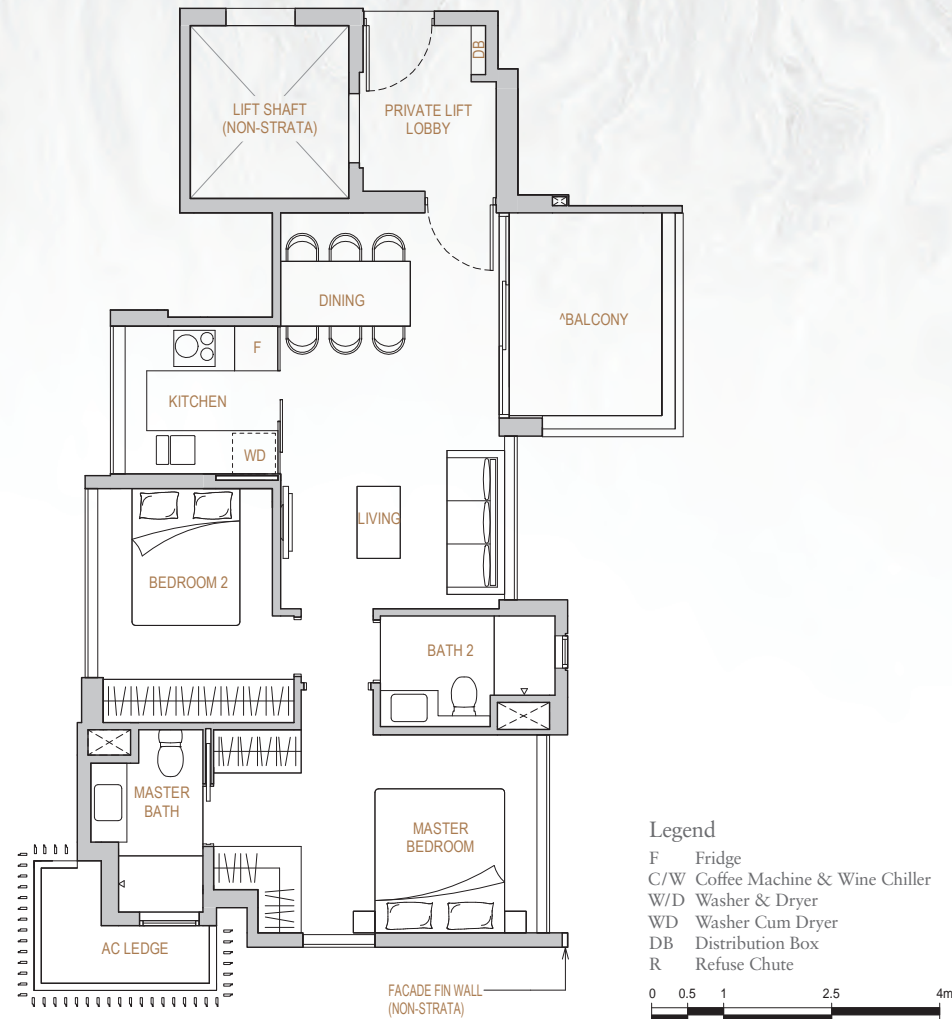 LIFT SHAFT
(NON-STRATA)
PRIVATE LIFT
LOBBY
DB
DINING
^BALCONY
F
KITCHEN
WD
LIVING
BEDROOM 2
BATH 2
MASTER
BATH
MASTER
BEDROOM
AC LEDGE
FACADE FIN WALL
(NON-STRATA)
Legend
F Fridge
C/W Coffee Machine & Wine Chiller
W/D Washer & Dryer
WD Washer Cum Dryer
DB Distribution Box
R Refuse Chute
0 0.5 1 2.5 4m